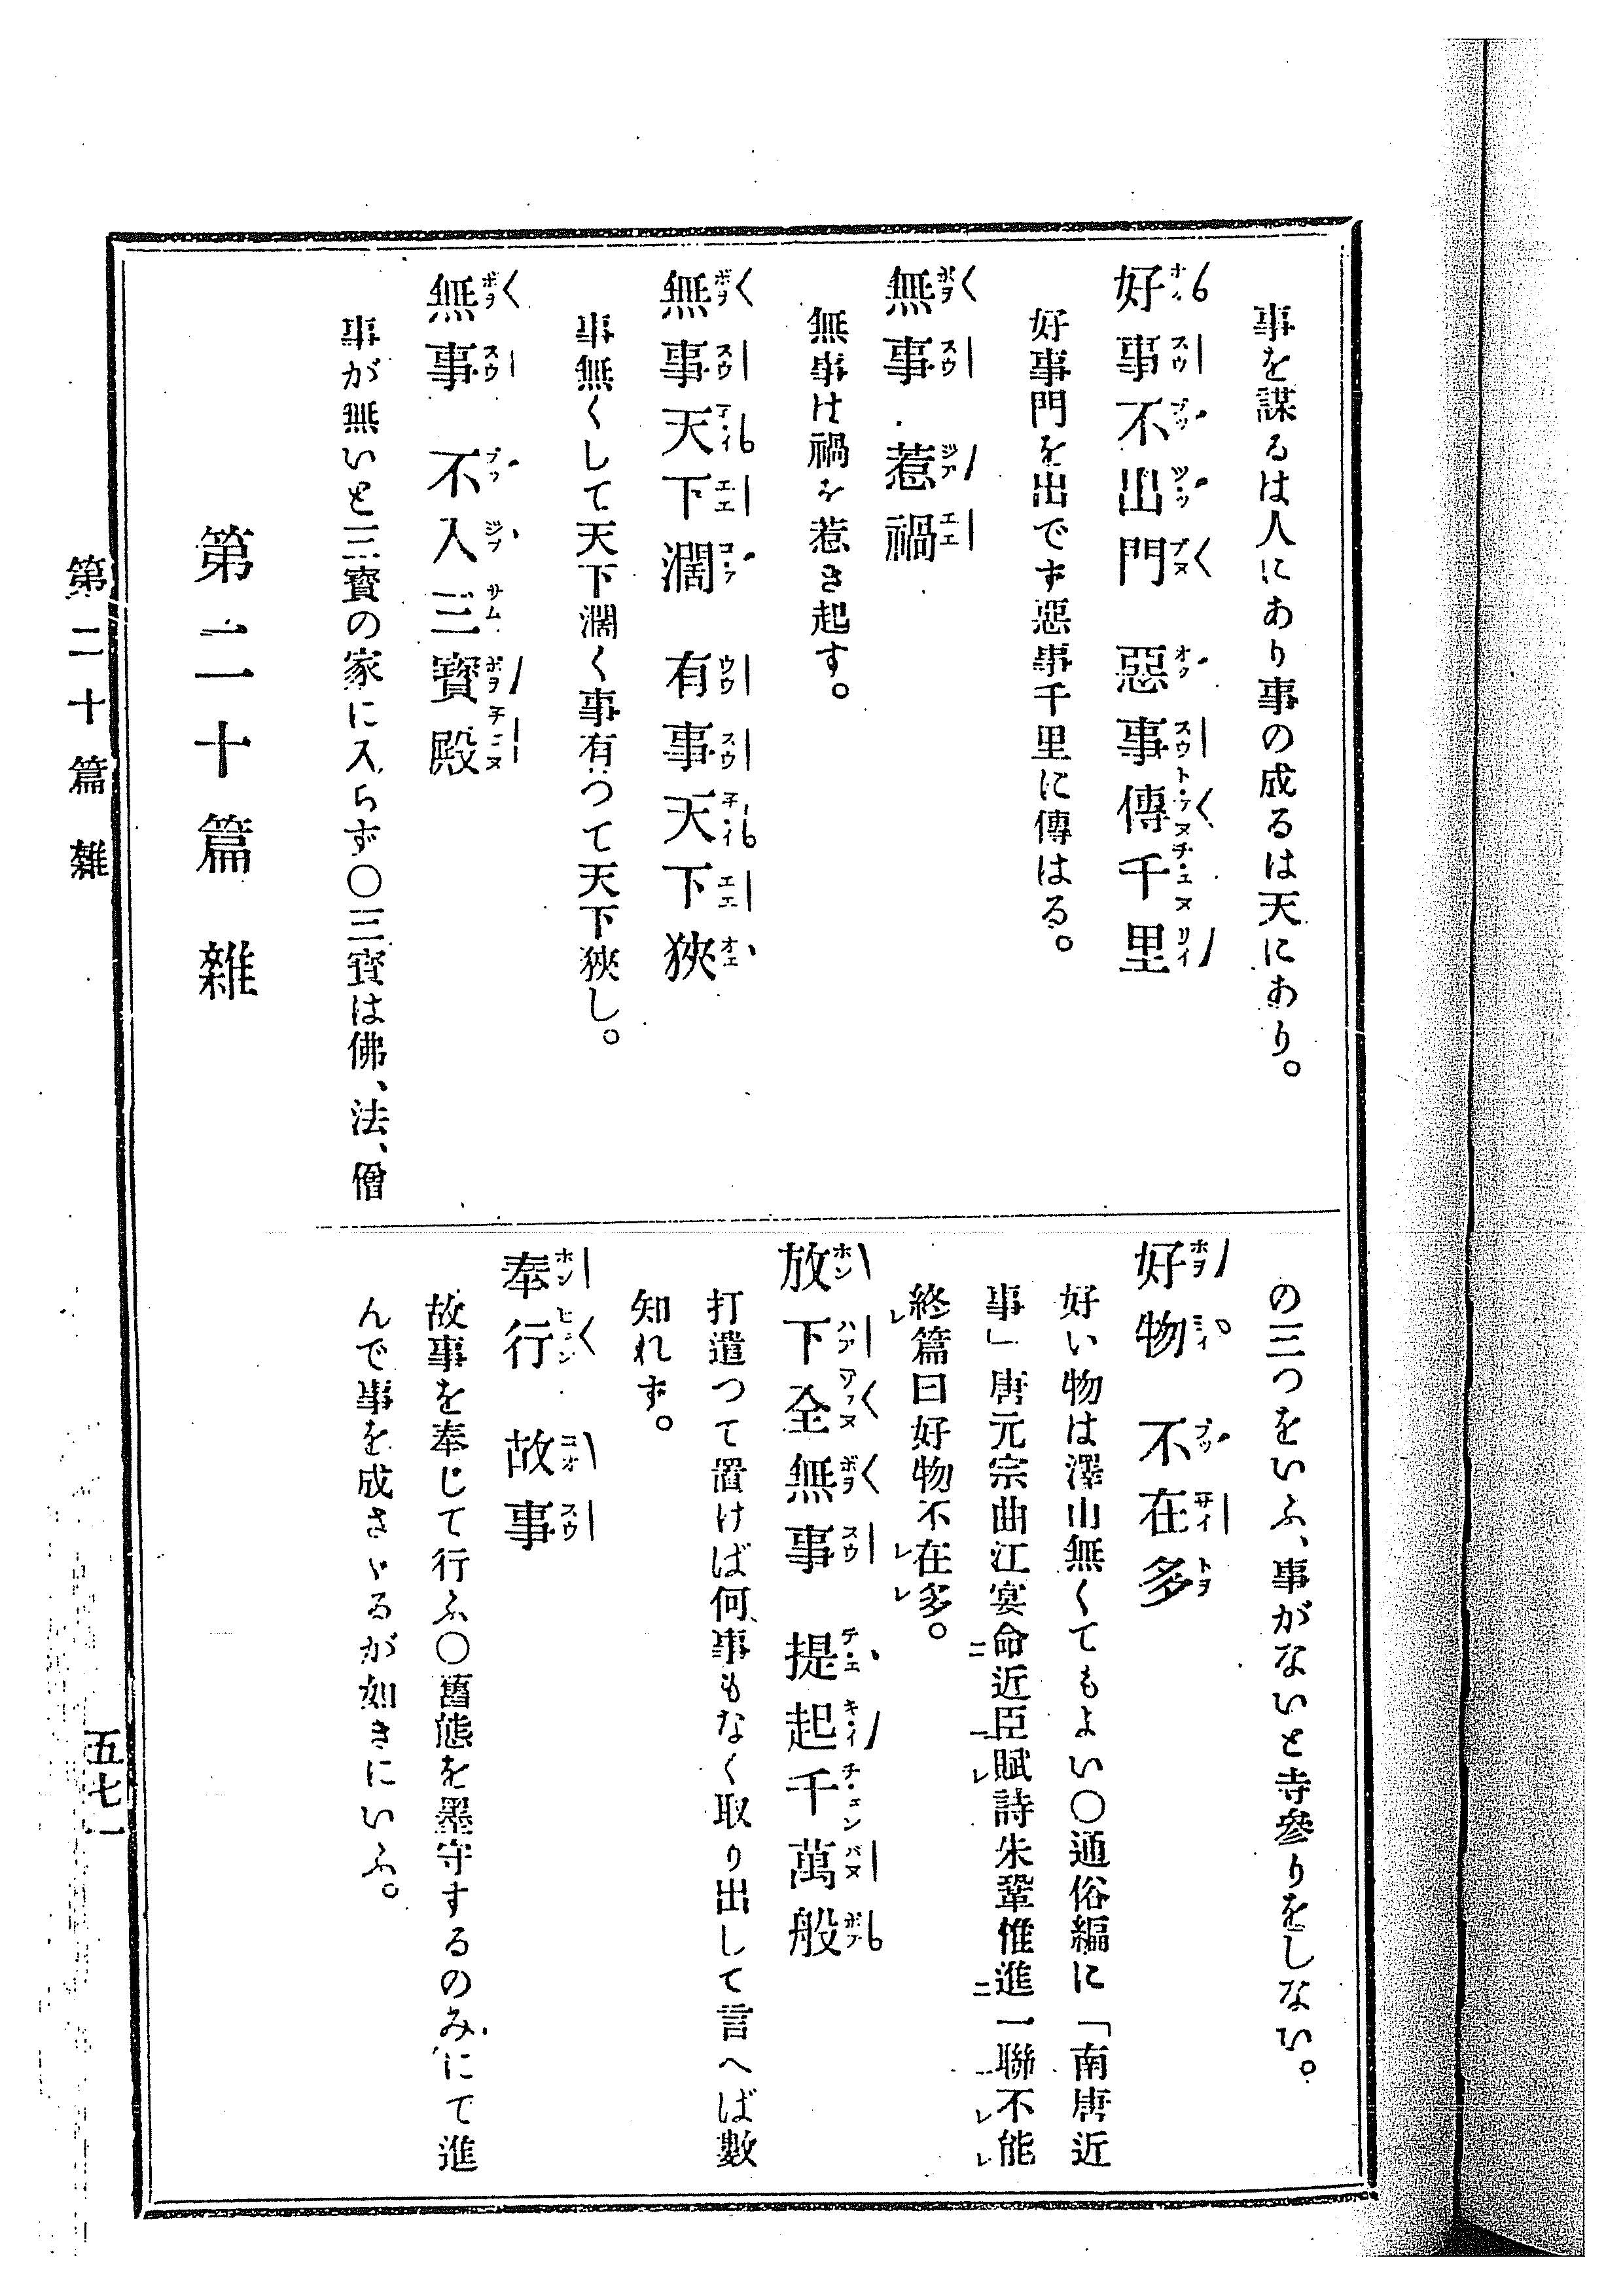 事を謀るは人にあり事の成るは天にあり。
好事不出門　惡事傳千里
好事門を出でず惡事千里に傳はる。
無事　惹禍
無事は禍を惹き起す。
無事天下濶　有事天下狹
事無くして天下濶く事有つて天下狹し。
無事　不入三寳殿
事が無いと三寳の家に入らず〇三寳は佛、法、僧
第二十篇　雜
の三つをいふ、事がないと寺參りをしない。
好物　不在多
好い物は澤山無くてもよい〇通俗編に「南唐近
事」唐元宗曲江宴命近臣賦詩朱鞏惟進一聯不能
終篇曰好物不在多。
放下全無事　提起千萬般
打遣つて置けば何事もなく取り出して言へば數
知れず。
奉行　故事
故事を奉じて行ふ〇舊態を墨守するのみにて進
んで事を成さゞるが如きにいふ。
第二十篇　雜
五七一